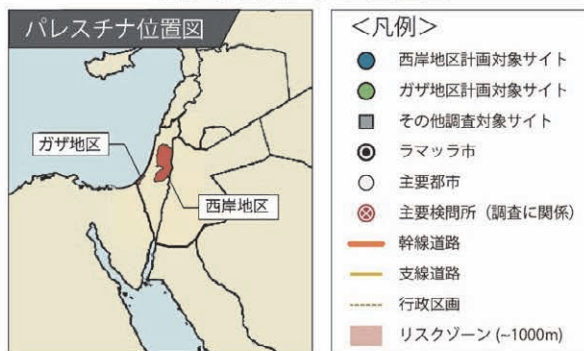 パレスチナ位置図
ガザ地区
西岸地区
<凡例>
西岸地区計画対象サイト
ガザ地区計画対象サイト
その他調査対象サイト
ラマッラ市
主要都市
主要検問所（調査に関係）
幹線道路
支線道路
行政区画
リスクゾーン (~1000m)